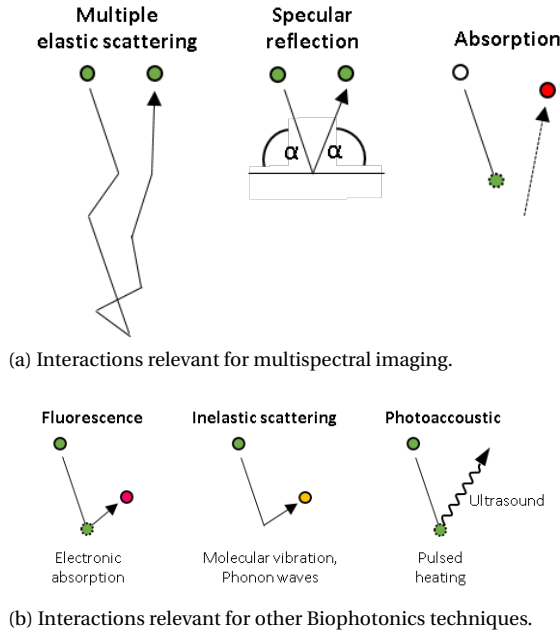 Multiple
elastic scattering
Specular
reflection
Absorption
α α
(a) Interactions relevant for multispectral imaging.
Fluorescence
Inelastic scattering
Photoaccoustic
Ultrasound
Electronic
absorption
Molecular vibration,
Phonon waves
Pulsed
heating
(b) Interactions relevant for other Biophotonics techniques.